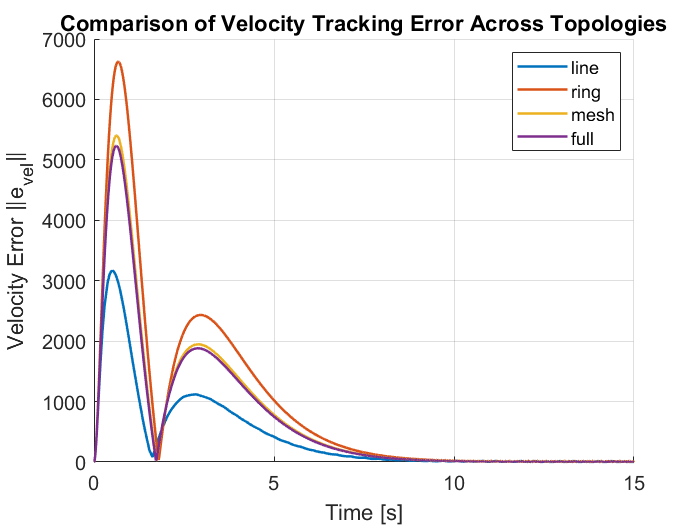 Comparison of Velocity Tracking Error Across Topologies
7000
6000
5000
4000
3000
2000
1000
0
Velocity Error ||e_vel||
line
ring
mesh
full
0
5
10
15
Time [s]